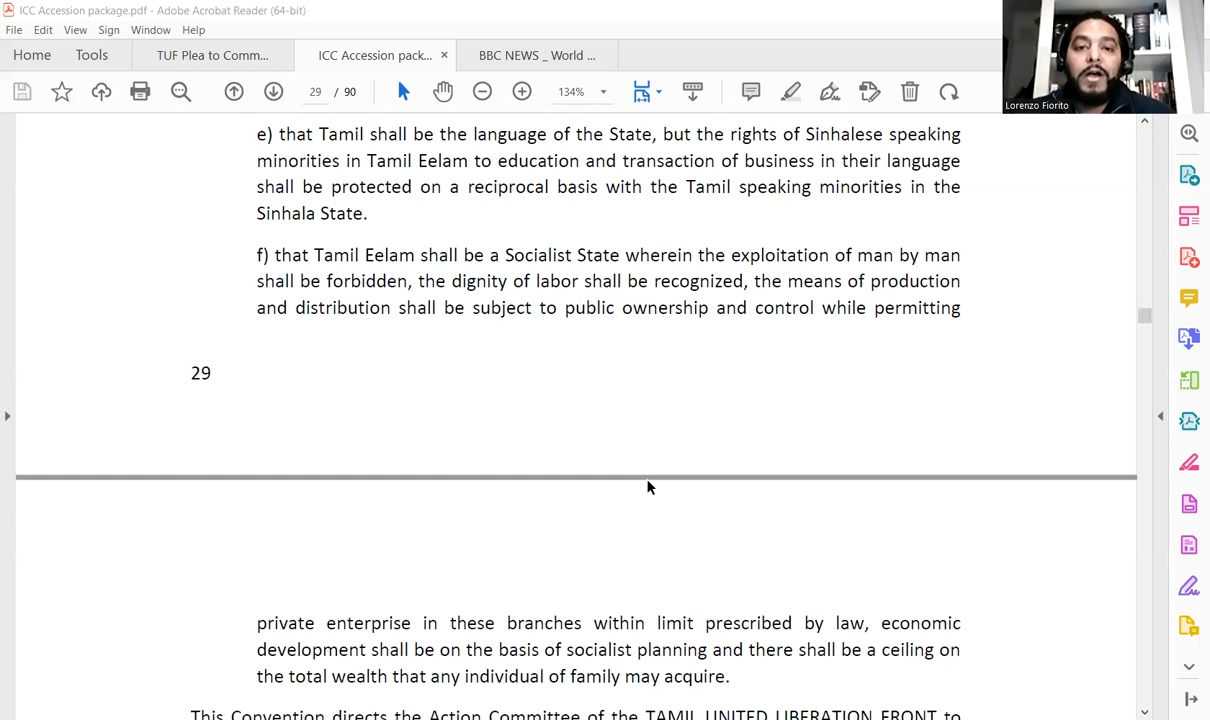 ICC Accession package.pdf - Adobe Acrobat Reader (64-bit)
File Edit View Sign Window Help
Home Tools TUF Plea to Comm... ICC Accession pack... × BBC NEWS _ World ...
29 / 90 134%
Lorenzo Fiorito
e) that Tamil shall be the language of the State, but the rights of Sinhalese speaking
minorities in Tamil Eelam to education and transaction of business in their language
shall be protected on a reciprocal basis with the Tamil speaking minorities in the
Sinhala State.
f) that Tamil Eelam shall be a Socialist State wherein the exploitation of man by man
shall be forbidden, the dignity of labor shall be recognized, the means of production
and distribution shall be subject to public ownership and control while permitting
29
private enterprise in these branches within limit prescribed by law, economic
development shall be on the basis of socialist planning and there shall be a ceiling on
the total wealth that any individual of family may acquire.
This Convention directs the Action Committee of the TAMIL UNITED LIBERATION FRONT to